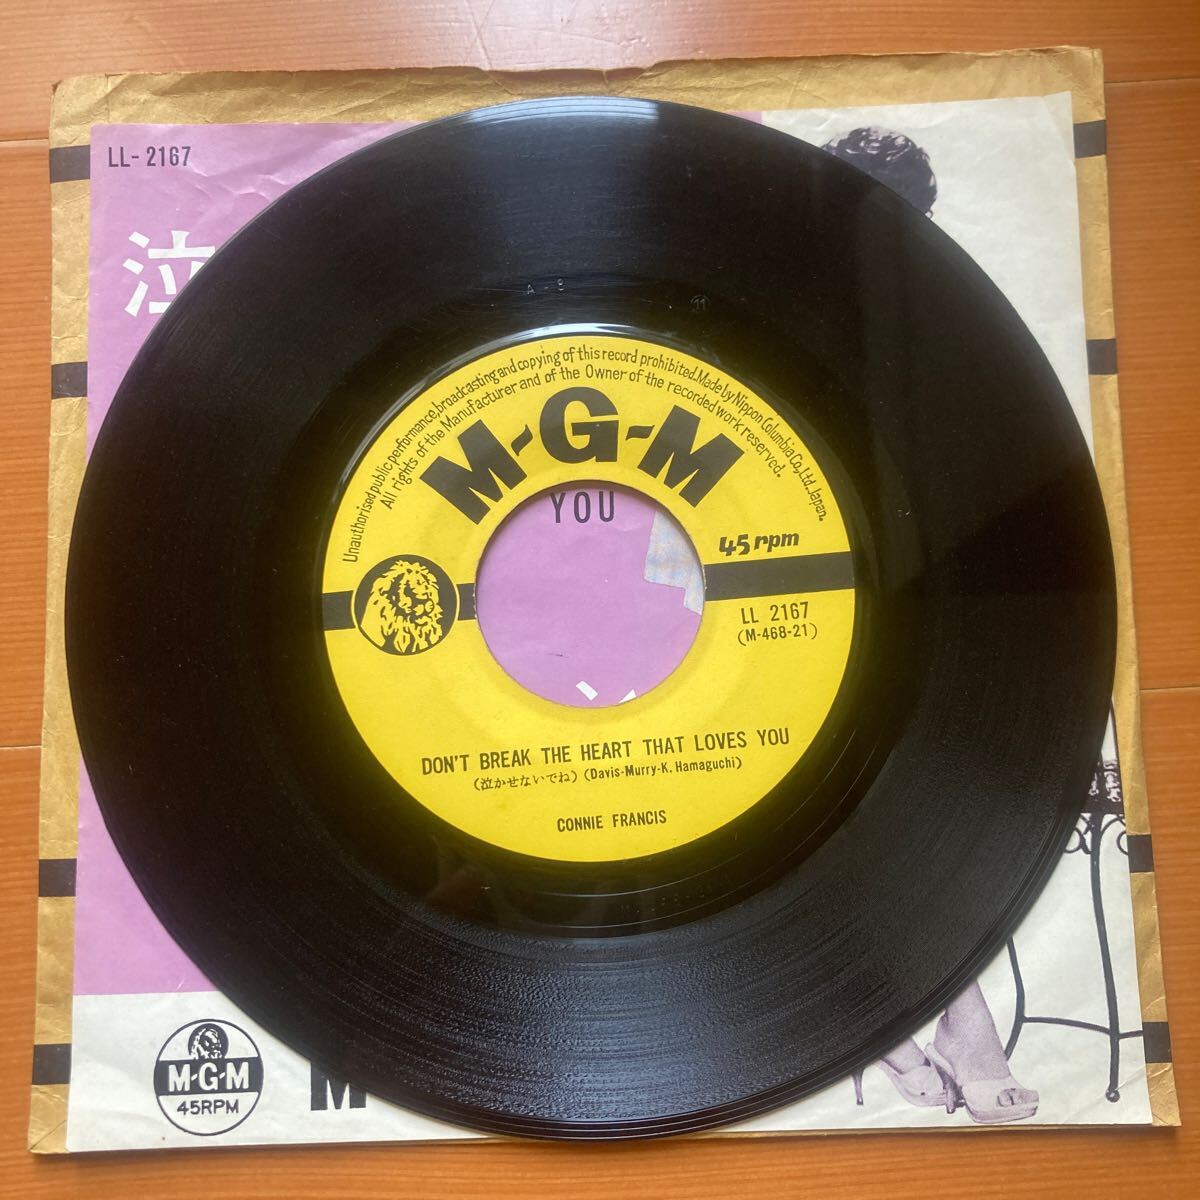 LL-2167
泣
A-9
11
Unauthorised public performance, broadcasting and copying of this record prohibited. Made by Nippon Columbia Co., Ltd. Japan.
All rights of the Manufacturer and of the Owner of the recorded work reserved.
M-G-M
YOU
45 rpm
LL 2167
(M-468-21)
DON'T BREAK THE HEART THAT LOVES YOU
(泣かせないでね) (Davis-Murry-K. Hamaguchi)
CONNIE FRANCIS
M-G-M
45RPM
M